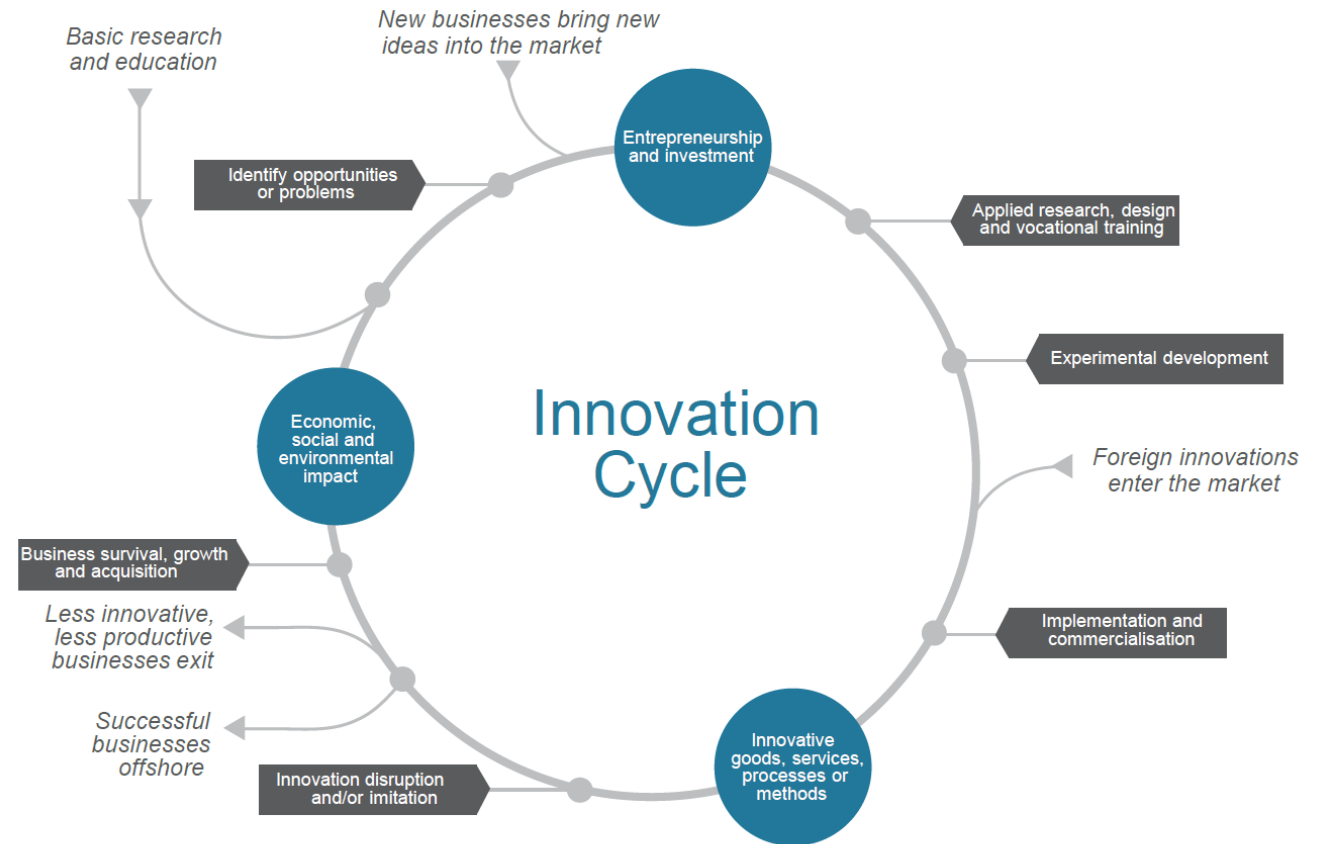 Basic research
and education
New businesses bring new
ideas into the market
Entrepreneurship
and investment
Identify opportunities
or problems
Applied research, design
and vocational training
Experimental development
Innovation
Cycle
Economic,
social and
environmental
impact
Foreign innovations
enter the market
Business survival, growth
and acquisition
Less innovative,
less productive
businesses exit
Implementation and
commercialisation
Successful
businesses
offshore
Innovative
goods, services,
processes or
methods
Innovation disruption
and/or imitation